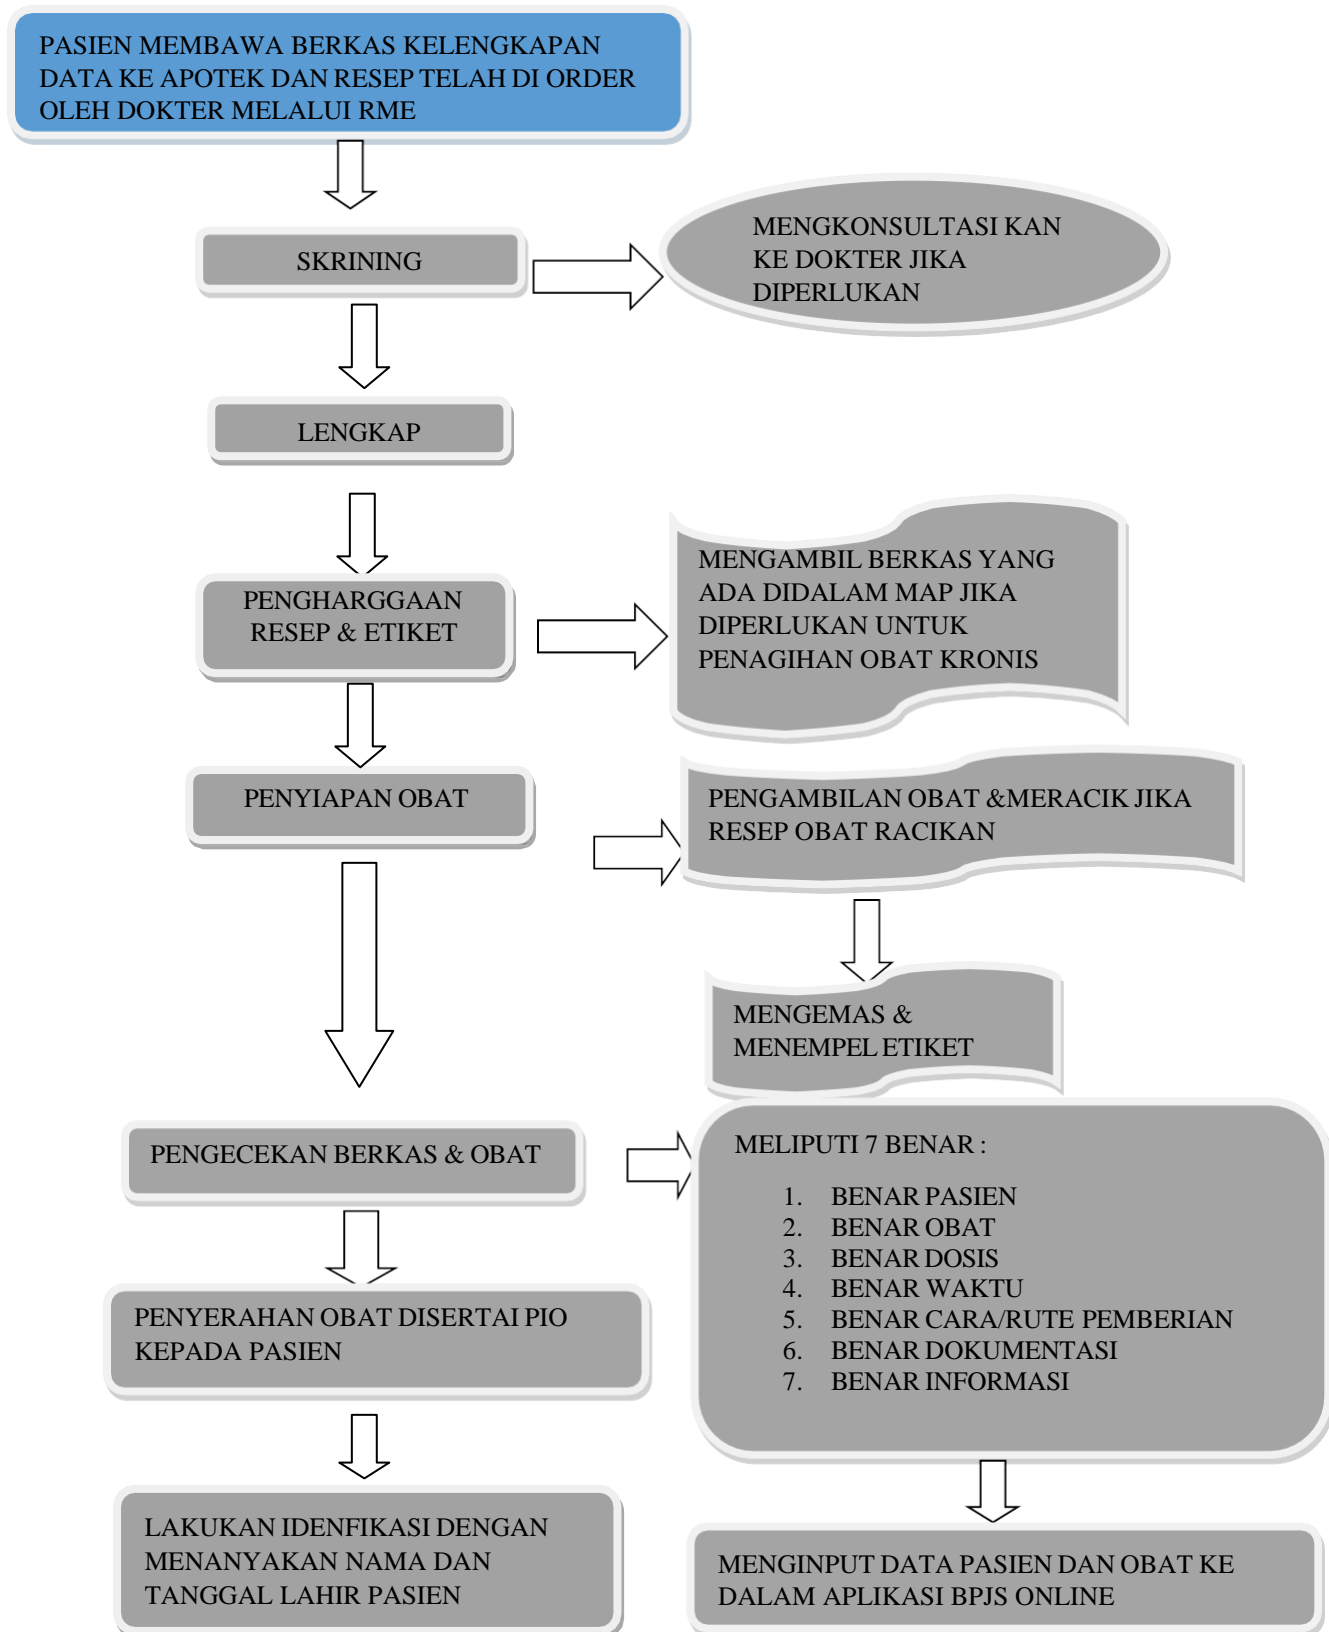 PASIEN MEMBAWA BERKAS KELENGKAPAN
DATA KE APOTEK DAN RESEP TELAH DI ORDER
OLEH DOKTER MELALUI RME
SKRINING
MENGKONSULTASI KAN
KE DOKTER JIKA
DIPERLUKAN
LENGKAP
PENGHARGGAAN
RESEP & ETIKET
MENGAMBIL BERKAS YANG
ADA DIDALAM MAP JIKA
DIPERLUKAN UNTUK
PENAGIHAN OBAT KRONIS
PENYIAPAN OBAT
PENGAMBILAN OBAT &MERACIK JIKA
RESEP OBAT RACIKAN
MENGEMAS &
MENEMPEL ETIKET
PENGECEKAN BERKAS & OBAT
MELIPUTI 7 BENAR :
1. BENAR PASIEN
2. BENAR OBAT
3. BENAR DOSIS
4. BENAR WAKTU
5. BENAR CARA/RUTE PEMBERIAN
6. BENAR DOKUMENTASI
7. BENAR INFORMASI
PENYERAHAN OBAT DISERTAI PIO
KEPADA PASIEN
LAKUKAN IDENFIKASI DENGAN
MENANYAKAN NAMA DAN
TANGGAL LAHIR PASIEN
MENGINPUT DATA PASIEN DAN OBAT KE
DALAM APLIKASI BPJS ONLINE